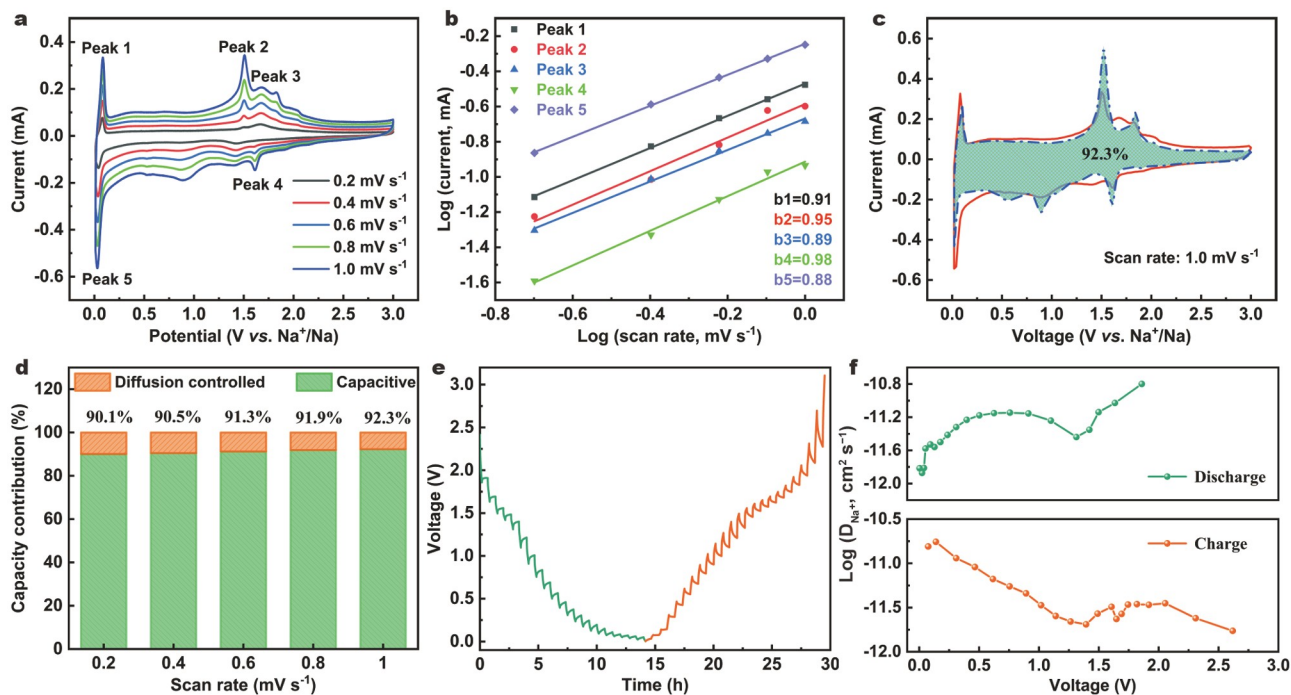 a
Peak 1
Peak 2
Peak 3
Peak 4
Peak 5
0.2 mV s⁻¹
0.4 mV s⁻¹
0.6 mV s⁻¹
0.8 mV s⁻¹
1.0 mV s⁻¹
0.4
0.2
0.0
-0.2
-0.4
-0.6
Current (mA)
0.0 0.5 1.0 1.5 2.0 2.5 3.0
Potential (V vs. Na⁺/Na)
b
Peak 1
Peak 2
Peak 3
Peak 4
Peak 5
b1=0.91
b2=0.95
b3=0.89
b4=0.98
b5=0.88
0.0
-0.4
-0.8
-1.2
-1.6
Log (current, mA)
-0.8 -0.6 -0.4 -0.2 0.0
Log (scan rate, mV s⁻¹)
c
92.3%
Scan rate: 1.0 mV s⁻¹
0.6
0.3
0.0
-0.3
-0.6
Current (mA)
0.0 0.5 1.0 1.5 2.0 2.5 3.0
Voltage (V vs. Na⁺/Na)
d
Diffusion controlled
Capacitive
90.1% 90.5% 91.3% 91.9% 92.3%
120
100
80
60
40
20
0
Capacity contribution (%)
0.2 0.4 0.6 0.8 1
Scan rate (mV s⁻¹)
e
3.0
2.5
2.0
1.5
1.0
0.5
0.0
Voltage (V)
0 5 10 15 20 25 30
Time (h)
f
-10.8
-11.2
-11.6
-12.0
Discharge
-10.5
-11.0
-11.5
-12.0
Charge
Log (D_Na⁺, cm² s⁻¹)
0.0 0.5 1.0 1.5 2.0 2.5 3.0
Voltage (V)